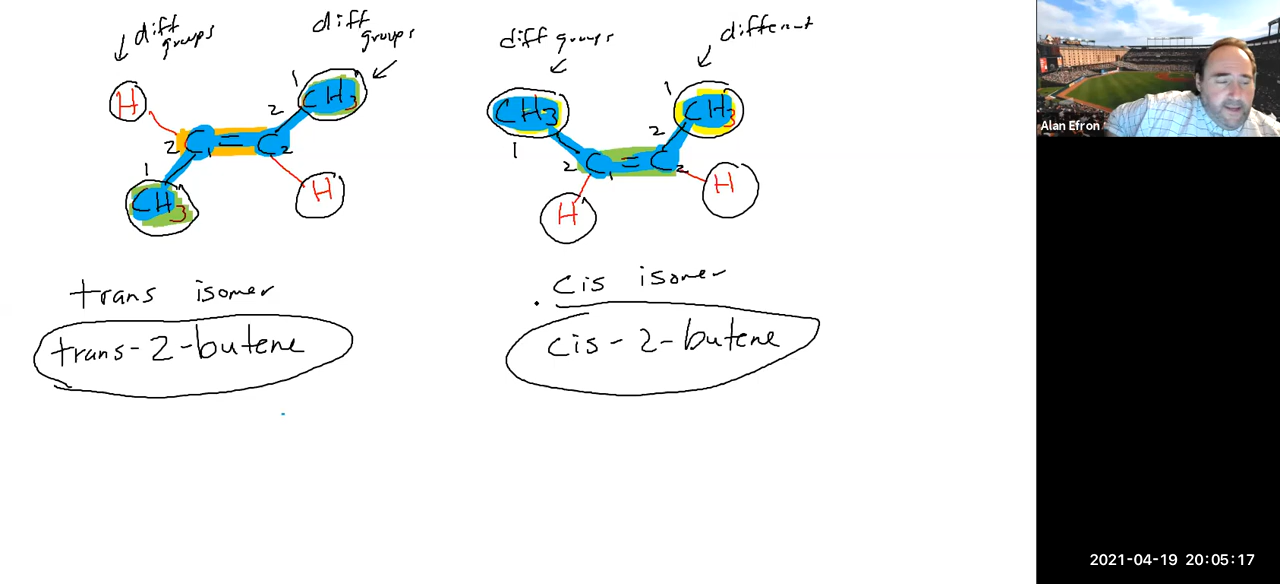 diff groups
diff groups
H
1
CH3
2
2
C1 = C2
1
CH3
H
trans isomer
trans-2-butene
diff groups
different
CH3
1
1
CH3
2
2
C1 = C2
H
H
cis isomer
cis-2-butene
Alan Efron
2021-04-19 20:05:17